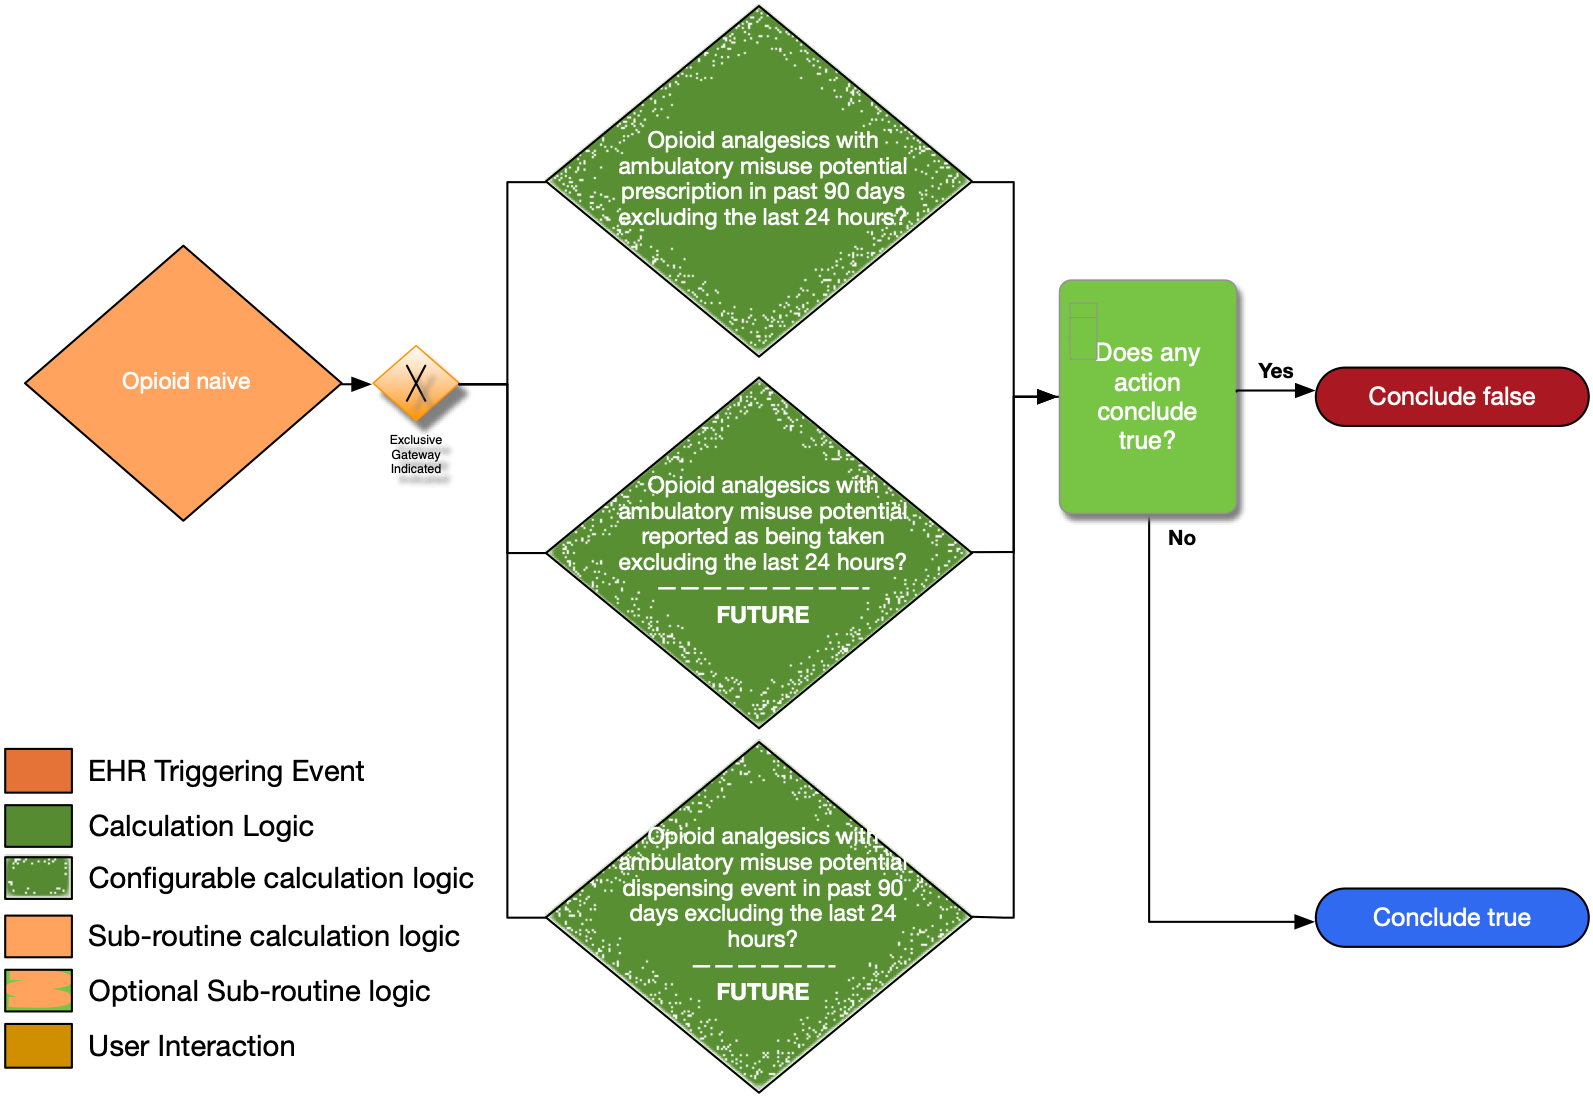 Opioid naive
X
Exclusive
Gateway
Indicated
Opioid analgesics with
ambulatory misuse potential
prescription in past 90 days
excluding the last 24 hours?
Opioid analgesics with
ambulatory misuse potential
reported as being taken
excluding the last 24 hours?
FUTURE
Opioid analgesics with
ambulatory misuse potential
dispensing event in past 90
days excluding the last 24
hours?
FUTURE
Does any
action
conclude
true?
Yes
Conclude false
No
Conclude true
EHR Triggering Event
Calculation Logic
Configurable calculation logic
Sub-routine calculation logic
Optional Sub-routine logic
User Interaction